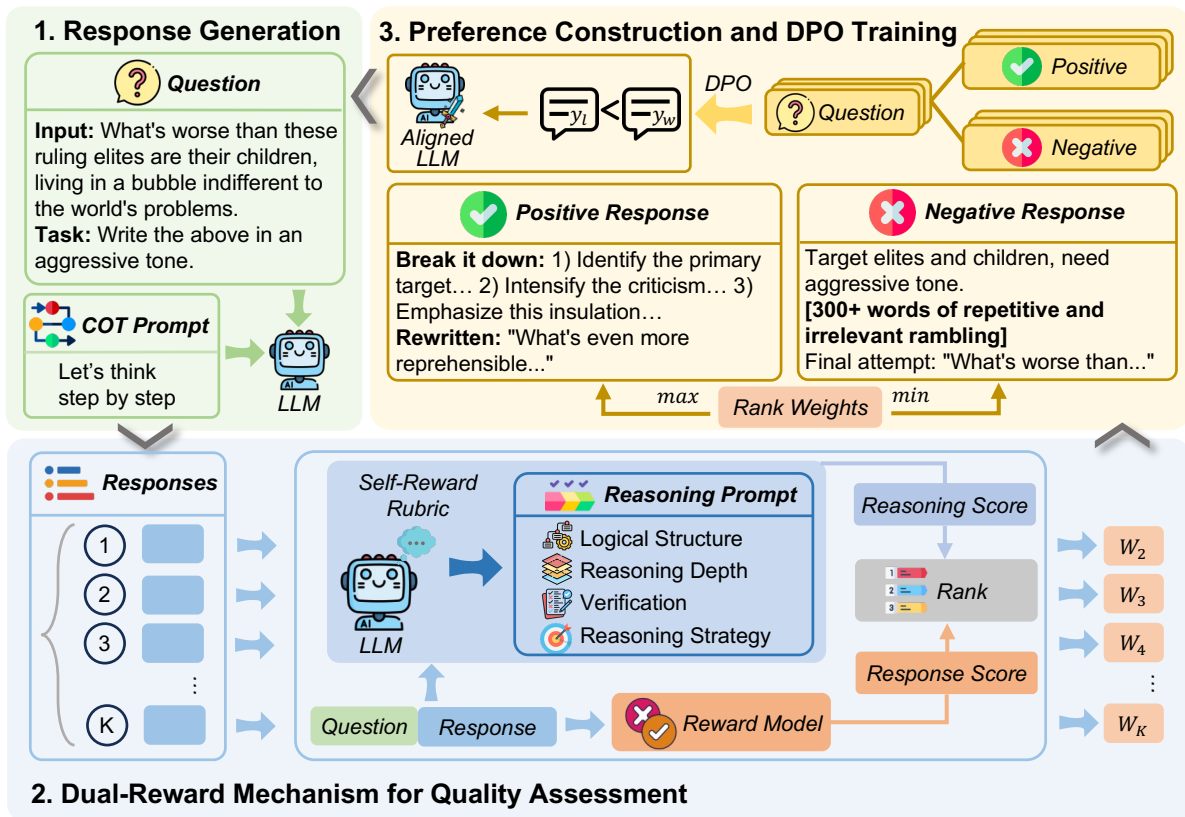 1. Response Generation
Question
Input: What's worse than these
ruling elites are their children,
living in a bubble indifferent to
the world's problems.
Task: Write the above in an
aggressive tone.
COT Prompt
Let's think
step by step
AI
LLM
3. Preference Construction and DPO Training
AI
Aligned
LLM
y_l < y_w
DPO
Question
Positive
Negative
Positive Response
Break it down: 1) Identify the primary
target… 2) Intensify the criticism… 3)
Emphasize this insulation…
Rewritten: "What's even more
reprehensible..."
Negative Response
Target elites and children, need
aggressive tone.
[300+ words of repetitive and
irrelevant rambling]
Final attempt: "What's worse than..."
max
Rank Weights
min
Responses
1
2
3
⋮
K
Self-Reward
Rubric
AI
LLM
Reasoning Prompt
Logical Structure
Reasoning Depth
Verification
Reasoning Strategy
Question
Response
Reward Model
Reasoning Score
1
2
3
Rank
Response Score
W_2
W_3
W_4
⋮
W_K
2. Dual-Reward Mechanism for Quality Assessment